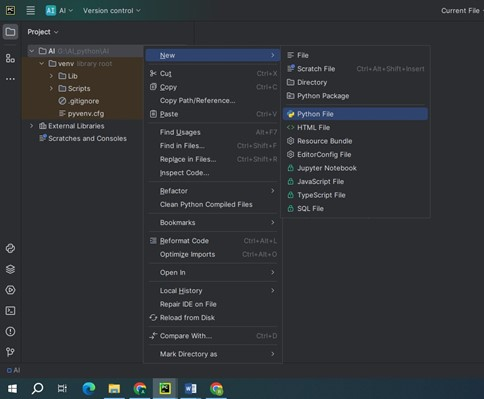 PC
AI
AI
Version control
Current File
Project
AI D:\AI_python\AI
venv library root
Lib
Scripts
.gitignore
pyvenv.cfg
External Libraries
Scratches and Consoles
New
Cut Ctrl+X
Copy Ctrl+C
Copy Path/Reference...
Paste Ctrl+V
Find Usages Alt+F7
Find in Files... Ctrl+Shift+F
Replace in Files... Ctrl+Shift+R
Inspect Code...
Refactor
Clean Python Compiled Files
Bookmarks
Reformat Code Ctrl+Alt+L
Optimize Imports Ctrl+Alt+O
Open In
Local History
Repair IDE on File
Reload from Disk
Compare With... Ctrl+D
Mark Directory as
File
Scratch File Ctrl+Alt+Shift+Insert
Directory
Python Package
Python File
HTML File
Resource Bundle
EditorConfig File
Jupyter Notebook
JavaScript File
TypeScript File
SQL File
AI
PC
W